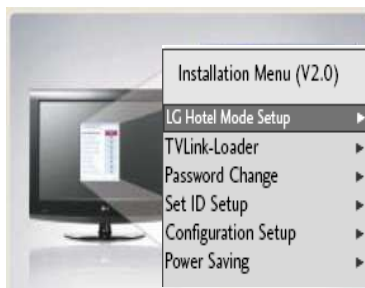 Installation Menu (V2.0)
LG Hotel Mode Setup
TVLink-Loader
Password Change
Set ID Setup
Configuration Setup
Power Saving